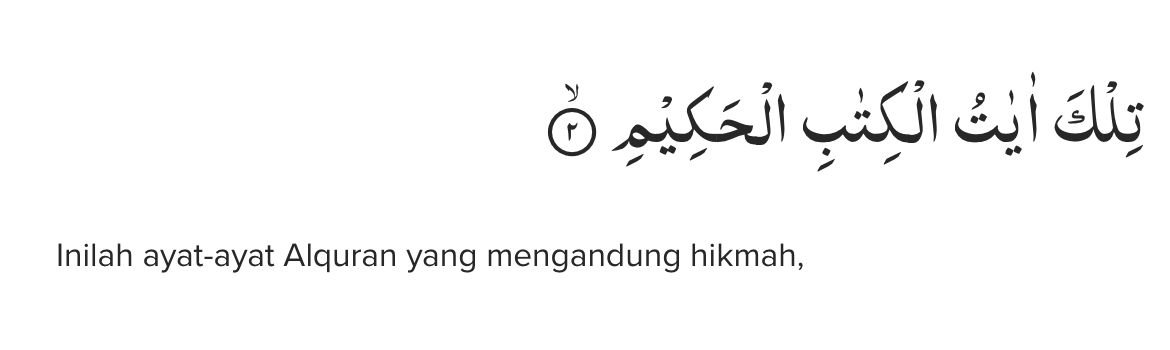 تِلْكَ اٰيٰتُ الْكِتٰبِ الْحَكِيْمِ ۙ ٢
Inilah ayat-ayat Alquran yang mengandung hikmah,